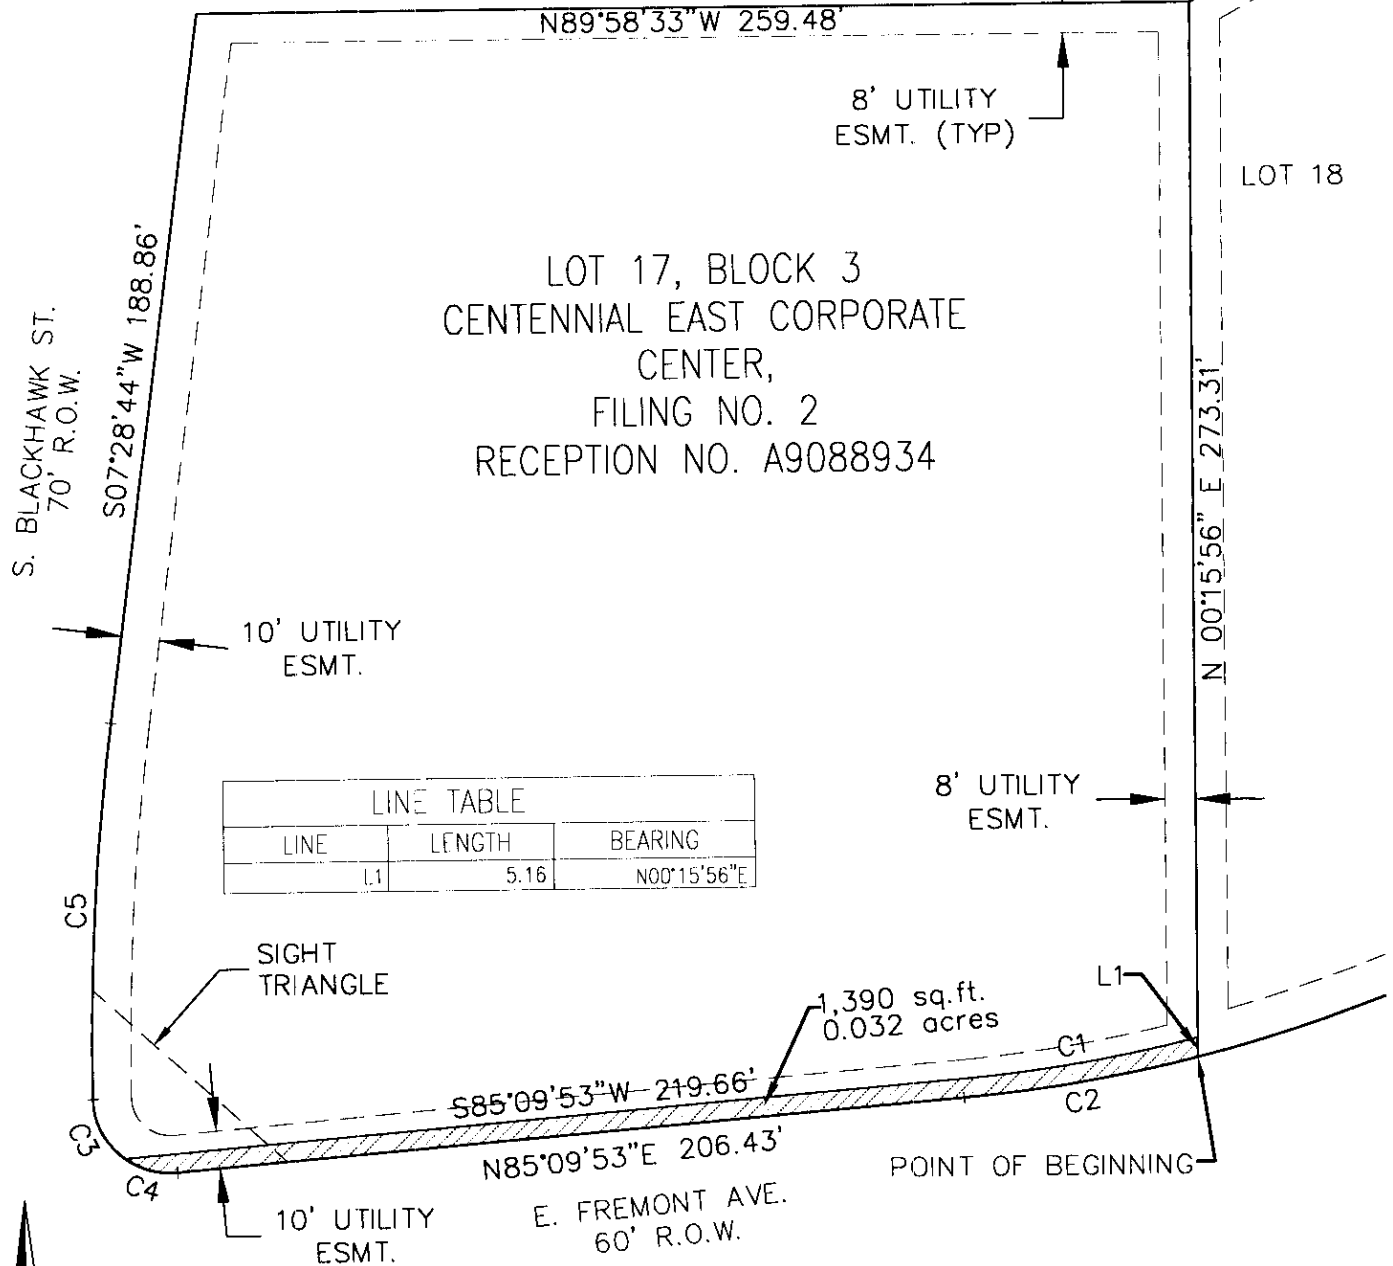 N89°58'33"W 259.48'
8' UTILITY
ESMT. (TYP)
LOT 18
LOT 17, BLOCK 3
CENTENNIAL EAST CORPORATE
CENTER,
FILING NO. 2
RECEPTION NO. A9088934
S. BLACKHAWK ST.
70' R.O.W.
S07°28'44"W 188.86'
N 00°15'56" E 273.31'
10' UTILITY
ESMT.
8' UTILITY
ESMT.
LINE TABLE
LINE LENGTH BEARING
L1 5.16 N00°15'56"E
C5
SIGHT
TRIANGLE
L1
1,390 sq.ft.
0.032 acres
C1
S85°09'53"W 219.66'
C2
C3
N85°09'53"E 206.43'
POINT OF BEGINNING
C4
E. FREMONT AVE.
60' R.O.W.
10' UTILITY
ESMT.